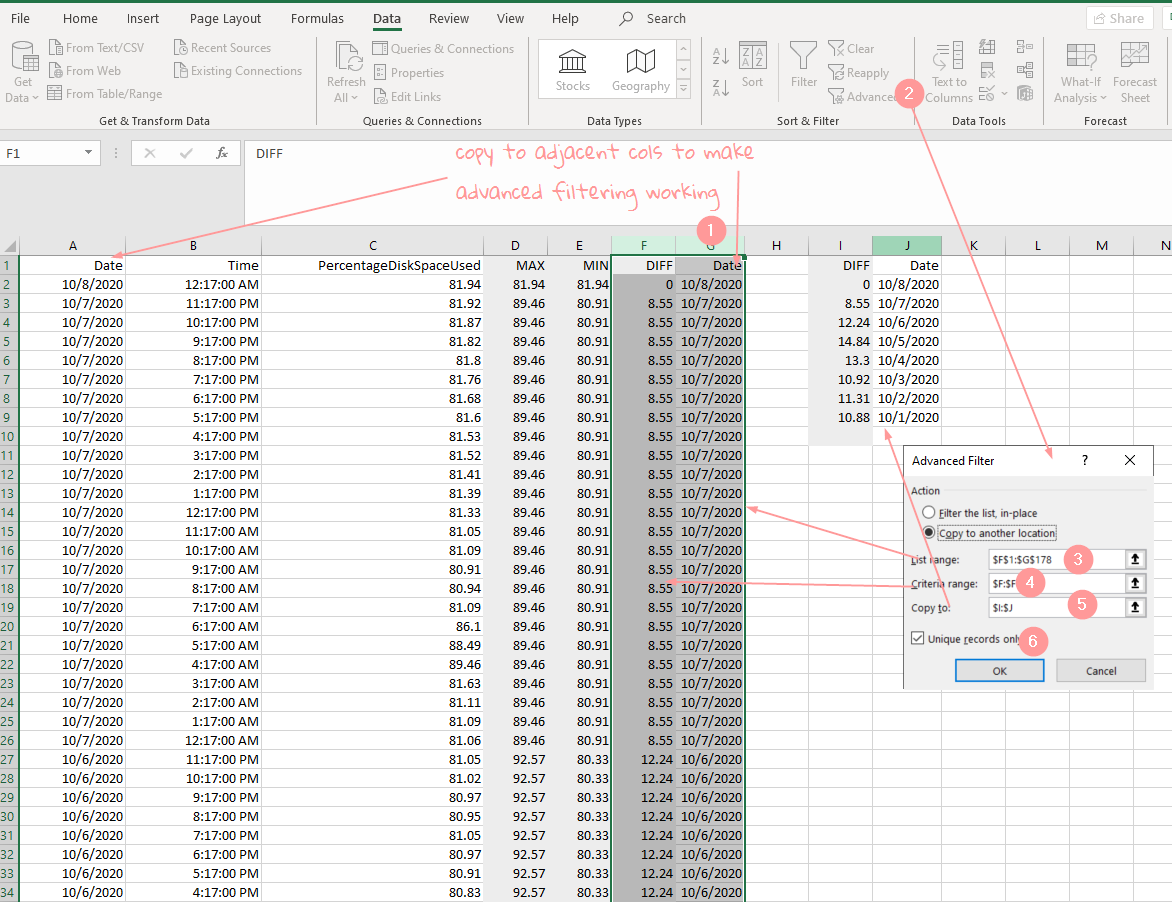 File Home Insert Page Layout Formulas Data Review View Help Search Share
From Text/CSV Recent Sources Queries & Connections Clear
From Web Existing Connections Properties Reapply
From Table/Range Edit Links Advanced 2
Get Data Refresh All Stocks Geography Sort Filter Text to Columns What-If Analysis Forecast Sheet
Get & Transform Data Queries & Connections Data Types Sort & Filter Data Tools Forecast
F1 fx DIFF
copy to adjacent cols to make
advanced filtering working
1
A B C D E F G H I J K L M N
1 Date Time PercentageDiskSpaceUsed MAX MIN DIFF Date DIFF Date
2 10/8/2020 12:17:00 AM 81.94 81.94 81.94 0 10/8/2020 0 10/8/2020
3 10/7/2020 11:17:00 PM 81.92 89.46 80.91 8.55 10/7/2020 8.55 10/7/2020
4 10/7/2020 10:17:00 PM 81.87 89.46 80.91 8.55 10/7/2020 12.24 10/6/2020
5 10/7/2020 9:17:00 PM 81.82 89.46 80.91 8.55 10/7/2020 14.84 10/5/2020
6 10/7/2020 8:17:00 PM 81.8 89.46 80.91 8.55 10/7/2020 13.3 10/4/2020
7 10/7/2020 7:17:00 PM 81.76 89.46 80.91 8.55 10/7/2020 10.92 10/3/2020
8 10/7/2020 6:17:00 PM 81.68 89.46 80.91 8.55 10/7/2020 11.31 10/2/2020
9 10/7/2020 5:17:00 PM 81.6 89.46 80.91 8.55 10/7/2020 10.88 10/1/2020
10 10/7/2020 4:17:00 PM 81.53 89.46 80.91 8.55 10/7/2020
11 10/7/2020 3:17:00 PM 81.52 89.46 80.91 8.55 10/7/2020
12 10/7/2020 2:17:00 PM 81.41 89.46 80.91 8.55 10/7/2020
13 10/7/2020 1:17:00 PM 81.39 89.46 80.91 8.55 10/7/2020
14 10/7/2020 12:17:00 PM 81.33 89.46 80.91 8.55 10/7/2020
15 10/7/2020 11:17:00 AM 81.05 89.46 80.91 8.55 10/7/2020
16 10/7/2020 10:17:00 AM 81.09 89.46 80.91 8.55 10/7/2020
17 10/7/2020 9:17:00 AM 80.91 89.46 80.91 8.55 10/7/2020
18 10/7/2020 8:17:00 AM 80.94 89.46 80.91 8.55 10/7/2020
19 10/7/2020 7:17:00 AM 81.09 89.46 80.91 8.55 10/7/2020
20 10/7/2020 6:17:00 AM 86.1 89.46 80.91 8.55 10/7/2020
21 10/7/2020 5:17:00 AM 88.49 89.46 80.91 8.55 10/7/2020
22 10/7/2020 4:17:00 AM 89.46 89.46 80.91 8.55 10/7/2020
23 10/7/2020 3:17:00 AM 81.63 89.46 80.91 8.55 10/7/2020
24 10/7/2020 2:17:00 AM 81.11 89.46 80.91 8.55 10/7/2020
25 10/7/2020 1:17:00 AM 81.09 89.46 80.91 8.55 10/7/2020
26 10/7/2020 12:17:00 AM 81.06 89.46 80.91 8.55 10/7/2020
27 10/6/2020 11:17:00 PM 81.05 92.57 80.33 12.24 10/6/2020
28 10/6/2020 10:17:00 PM 81.02 92.57 80.33 12.24 10/6/2020
29 10/6/2020 9:17:00 PM 80.97 92.57 80.33 12.24 10/6/2020
30 10/6/2020 8:17:00 PM 80.95 92.57 80.33 12.24 10/6/2020
31 10/6/2020 7:17:00 PM 81.05 92.57 80.33 12.24 10/6/2020
32 10/6/2020 6:17:00 PM 80.97 92.57 80.33 12.24 10/6/2020
33 10/6/2020 5:17:00 PM 80.91 92.57 80.33 12.24 10/6/2020
34 10/6/2020 4:17:00 PM 80.83 92.57 80.33 12.24 10/6/2020
Advanced Filter ?
Action
Filter the list, in-place
Copy to another location
List range: $F$1:$G$178 3
Criteria range: $F:$F 4
Copy to: $I:$J 5
Unique records only 6
OK Cancel